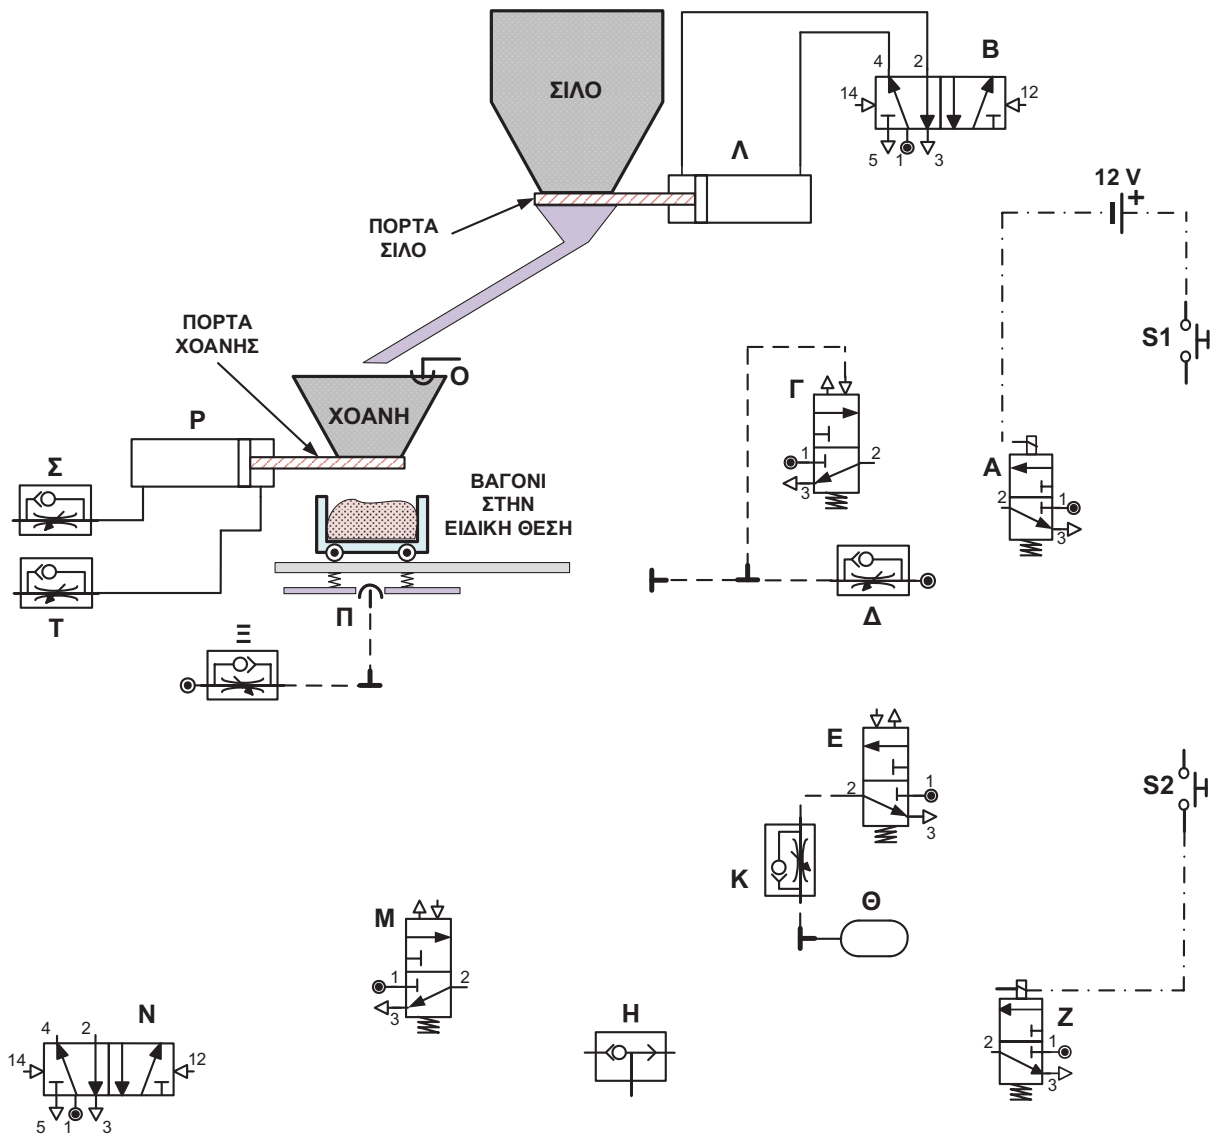 ΣΙΛΟ
4 2 B
14 12
5 1 3
Λ
12 V
+
ΠΟΡΤΑ
ΣΙΛΟ
ΠΟΡΤΑ
ΧΟΑΝΗΣ
S1
Ο
Γ
ΧΟΑΝΗ
Ρ
1 2
3
Α
2 1
3
Σ
ΒΑΓΟΝΙ
ΣΤΗΝ
ΕΙΔΙΚΗ ΘΕΣΗ
Τ
Π
Δ
Ξ
Ε
2 1
3
S2
Κ
Θ
Μ
1 2
3
Ν
4 2
14 12
5 1 3
Η
Ζ
2 1
3